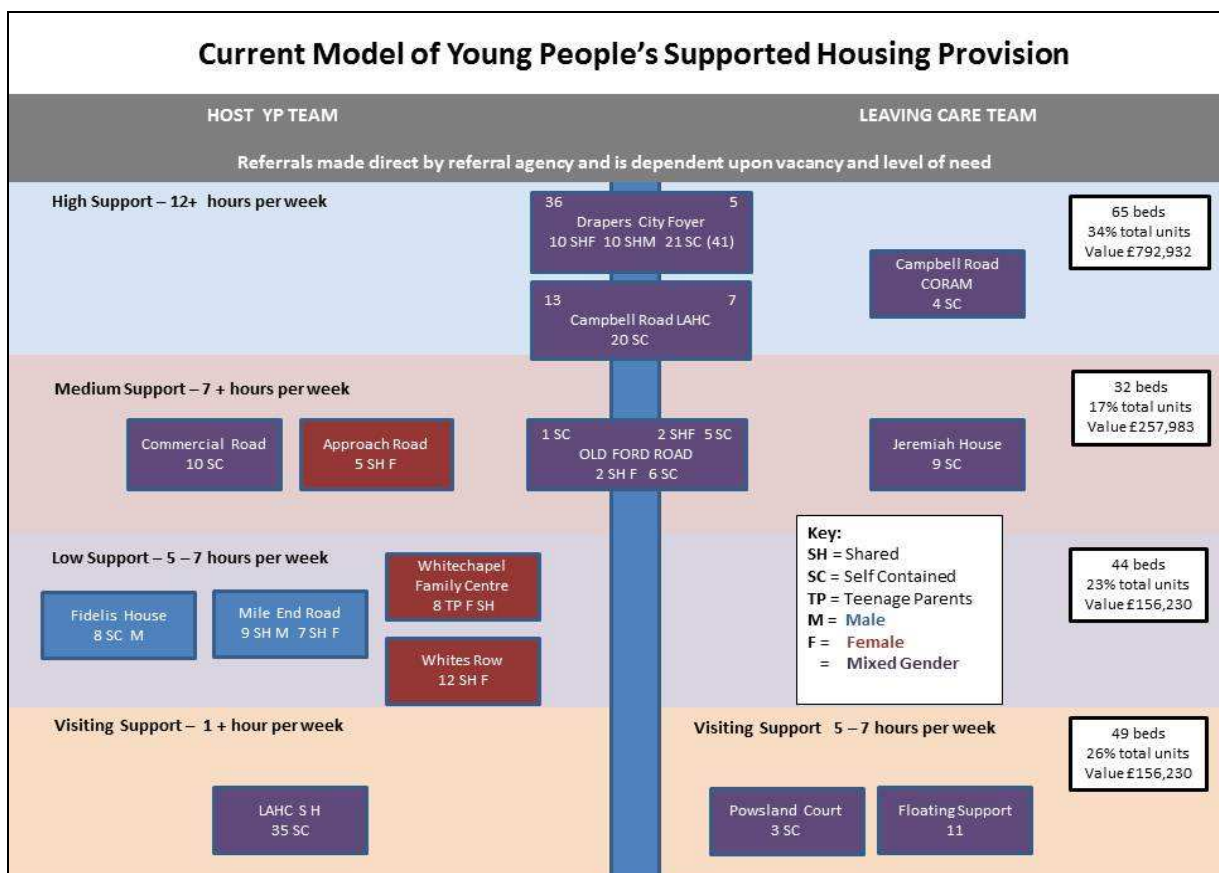 Current Model of Young People's Supported Housing Provision
HOST YP TEAM
LEAVING CARE TEAM
Referrals made direct by referral agency and is dependent upon vacancy and level of need
High Support – 12+ hours per week
36 5
Drapers City Foyer
10 SHF 10 SHM 21 SC (41)
13 7
Campbell Road LAHC
20 SC
Campbell Road
CORAM
4 SC
65 beds
34% total units
Value £792,932
Medium Support – 7 + hours per week
Commercial Road
10 SC
Approach Road
5 SH F
1 SC 2 SHF 5 SC
OLD FORD ROAD
2 SH F 6 SC
Jeremiah House
9 SC
32 beds
17% total units
Value £257,983
Low Support – 5 – 7 hours per week
Fidelis House
8 SC M
Mile End Road
9 SH M 7 SH F
Whitechapel
Family Centre
8 TP F SH
Whites Row
12 SH F
Key:
SH = Shared
SC = Self Contained
TP = Teenage Parents
M = Male
F = Female
= Mixed Gender
44 beds
23% total units
Value £156,230
Visiting Support – 1 + hour per week
LAHC S H
35 SC
Visiting Support 5 – 7 hours per week
Powsland Court
3 SC
Floating Support
11
49 beds
26% total units
Value £156,230